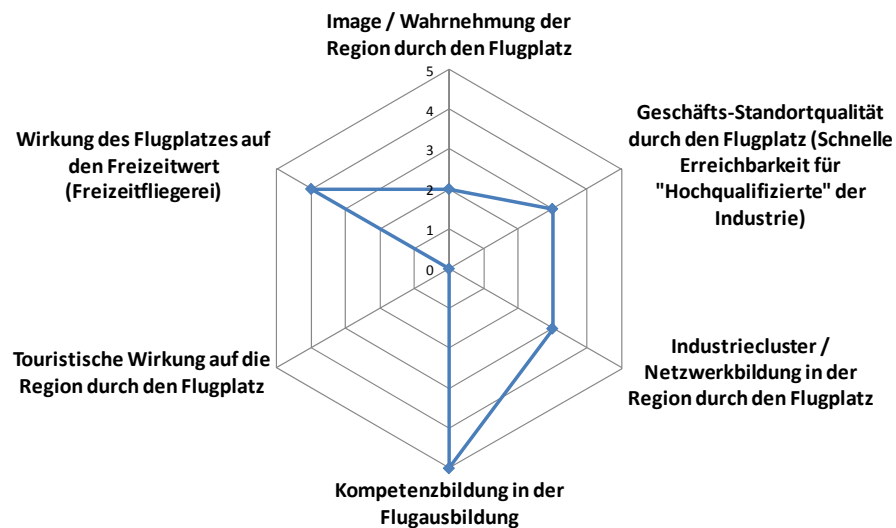 Image / Wahrnehmung der
Region durch den Flugplatz
5
4
3
2
1
0
Geschäfts-Standortqualität
durch den Flugplatz (Schnelle
Erreichbarkeit für
"Hochqualifizierte" der
Industrie)
Industriecluster /
Netzwerkbildung in der
Region durch den Flugplatz
Kompetenzbildung in der
Flugausbildung
Touristische Wirkung auf die
Region durch den Flugplatz
Wirkung des Flugplatzes auf
den Freizeitwert
(Freizeitfliegerei)